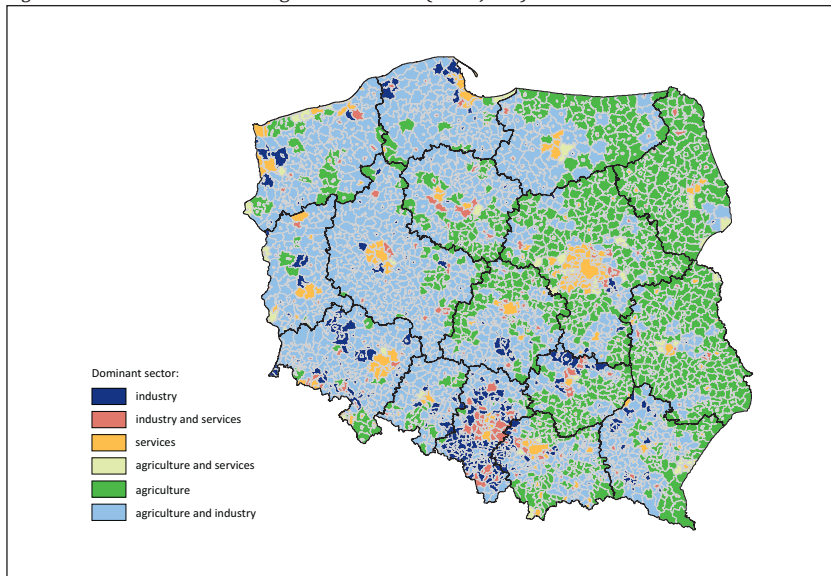 Dominant sector:
industry
industry and services
services
agriculture and services
agriculture
agriculture and industry